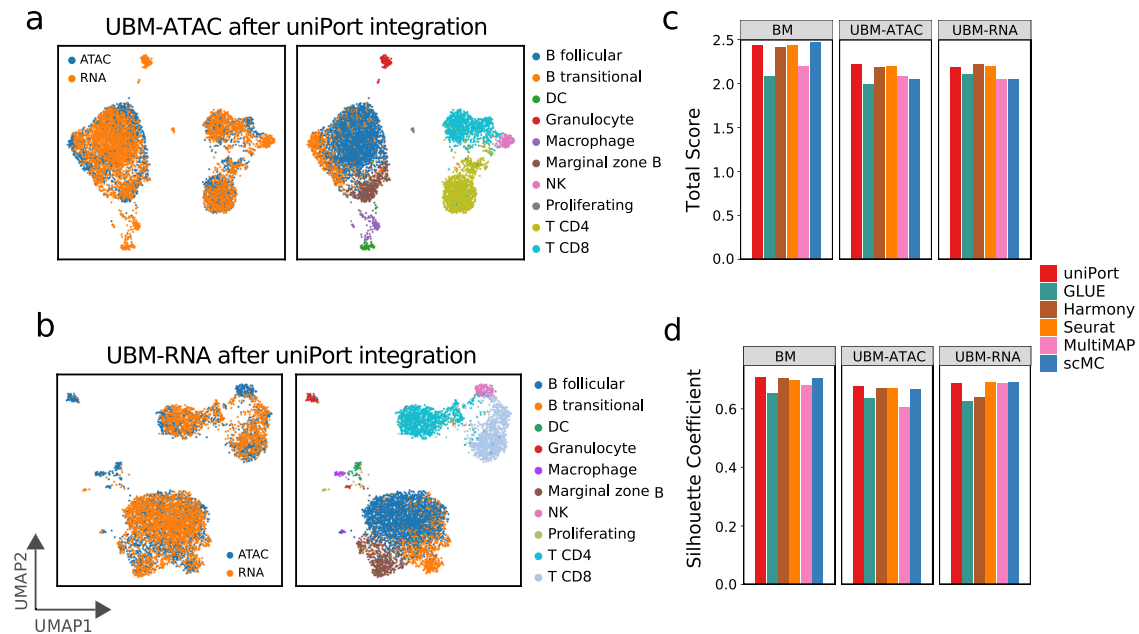 a
UBM-ATAC after uniPort integration
ATAC
RNA
B follicular
B transitional
DC
Granulocyte
Macrophage
Marginal zone B
NK
Proliferating
T CD4
T CD8
b
UBM-RNA after uniPort integration
ATAC
RNA
B follicular
B transitional
DC
Granulocyte
Macrophage
Marginal zone B
NK
Proliferating
T CD4
T CD8
UMAP2
UMAP1
c
BM
UBM-ATAC
UBM-RNA
Total Score
2.5
2.0
1.5
1.0
0.5
0.0
uniPort
GLUE
Harmony
Seurat
MultiMAP
scMC
d
BM
UBM-ATAC
UBM-RNA
Silhouette Coefficient
0.6
0.4
0.2
0.0